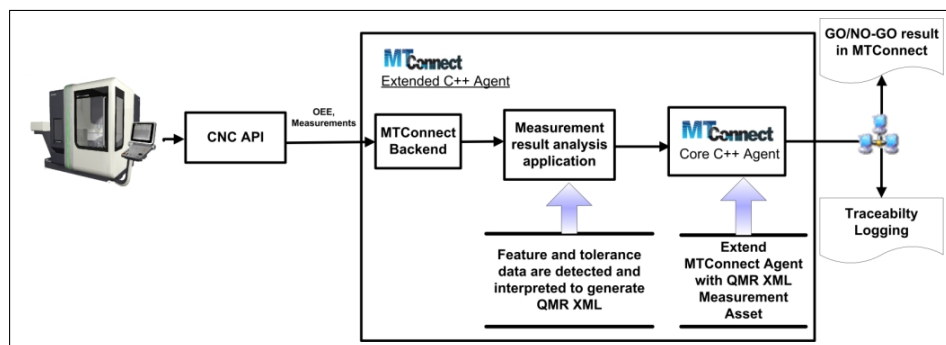 GO/NO-GO result
in MTConnect
MTConnect
Extended C++ Agent
OEE,
Measurements
CNC API
MTConnect
Backend
Measurement
result analysis
application
MTConnect
Core C++ Agent
Feature and tolerance
data are detected and
interpreted to generate
QMR XML
Extend
MTConnect Agent
with QMR XML
Measurement
Asset
Traceabilty
Logging